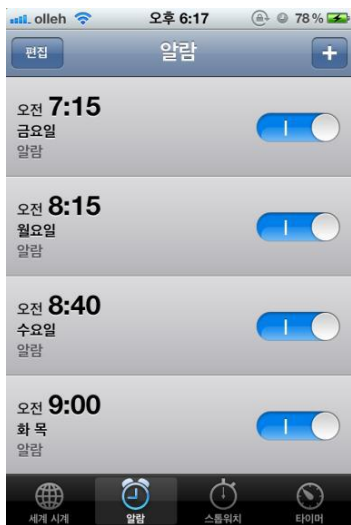 olleh 오후 6:17 78%
편집 알람 +
오전 7:15
금요일
알람
오전 8:15
월요일
알람
오전 8:40
수요일
알람
오전 9:00
화 목
알람
세계 시계 알람 스톱워치 타이머